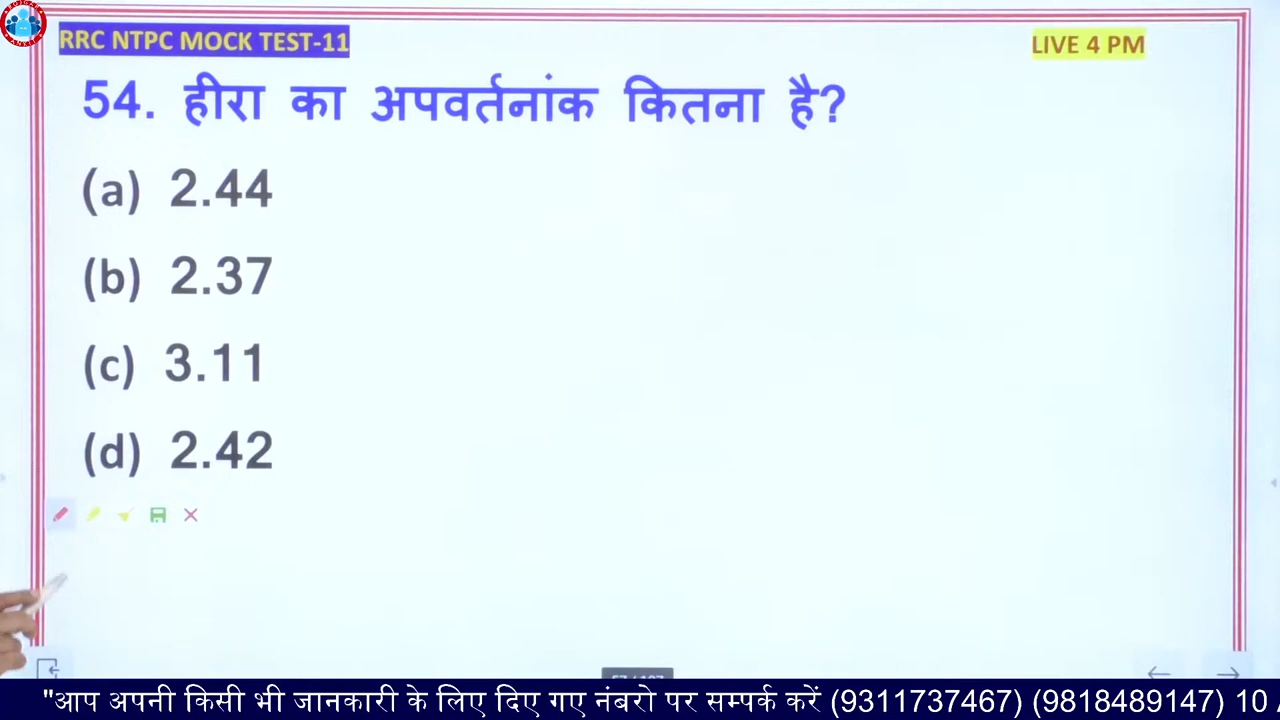 RRC NTPC MOCK TEST-11
LIVE 4 PM
54. हीरा का अपवर्तनांक कितना है?
(a) 2.44
(b) 2.37
(c) 3.11
(d) 2.42
"आप अपनी किसी भी जानकारी के लिए दिए गए नंबरो पर सम्पर्क करें (9311737467) (9818489147) 10